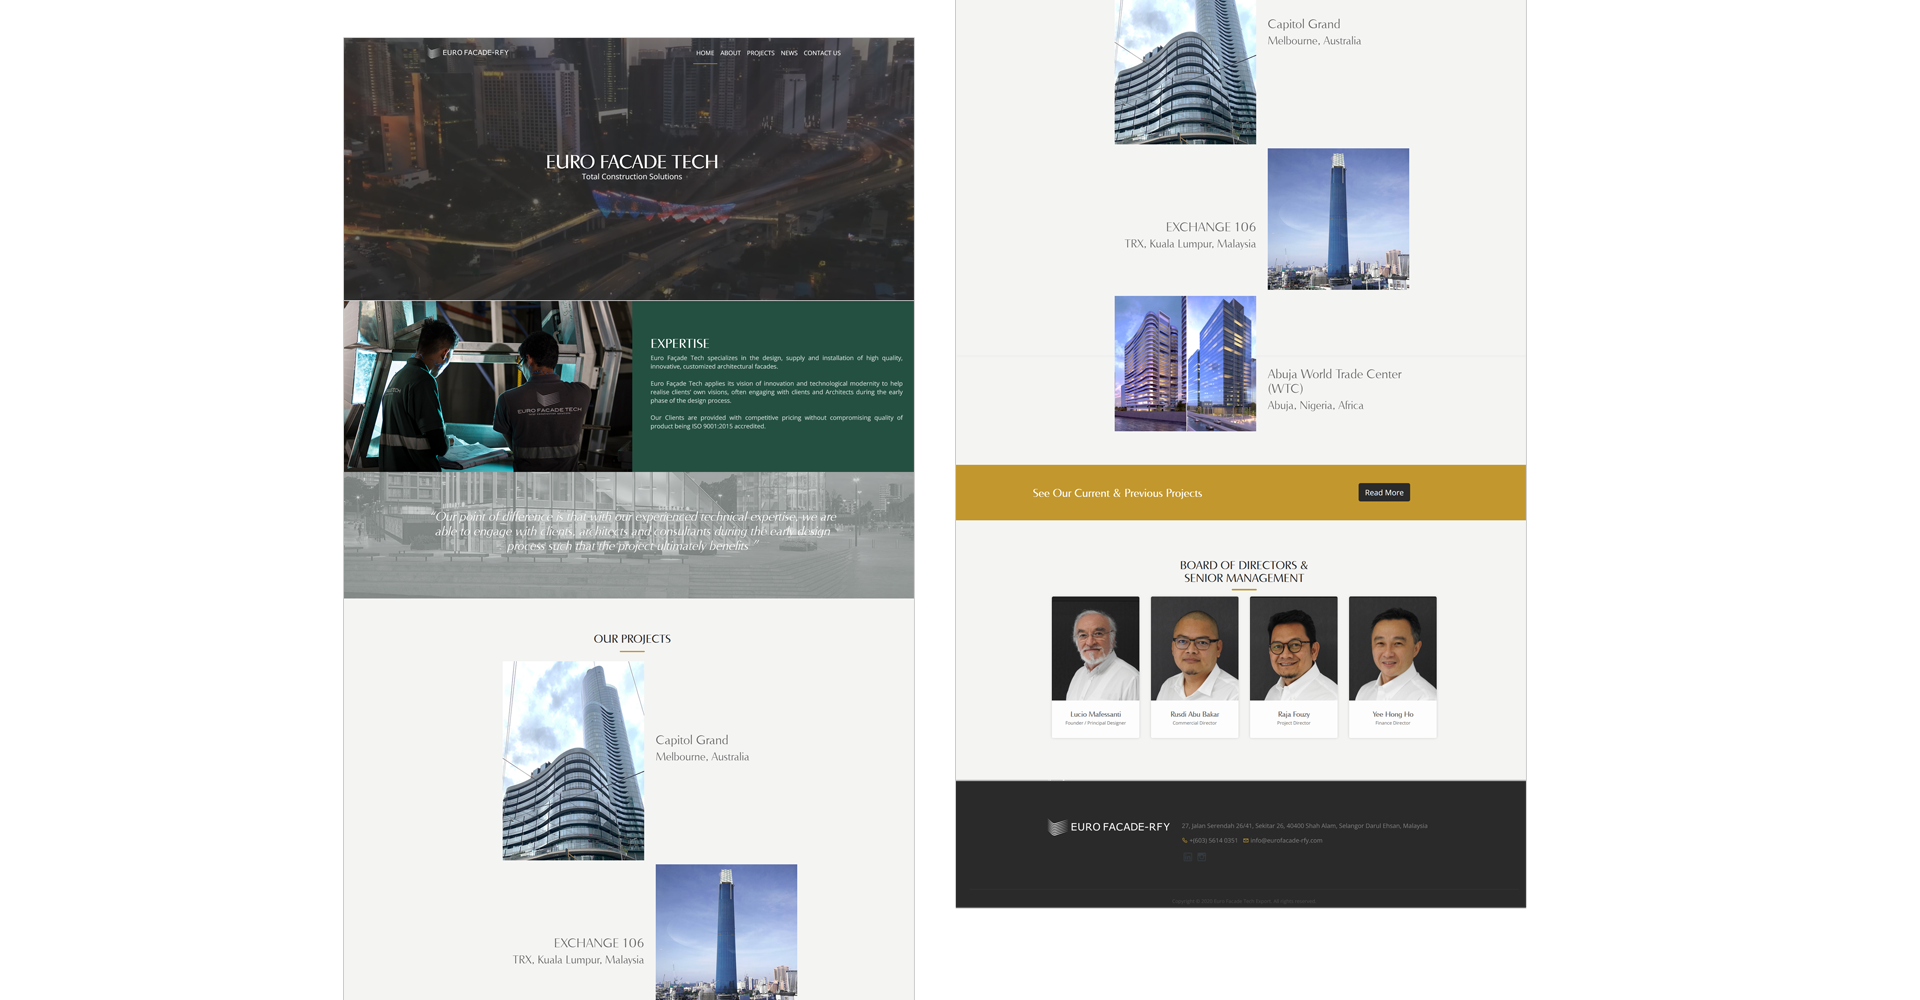 EURO FACADE-RFY
HOME ABOUT PROJECTS NEWS CONTACT US
EURO FACADE TECH
Total Construction Solutions
EURO FACADE TECH
EXPERTISE
Euro Façade Tech specializes in the design, supply and installation of high quality,
innovative, customized architectural facades.
Euro Façade Tech applies its vision of innovation and technological modernity to help
realise clients' own visions, often engaging with clients and Architects during the early
phase of the design process.
Our Clients are provided with competitive pricing without compromising quality of
product being ISO 9001:2015 accredited.
“Our point of difference is that with our experienced technical expertise, we are
able to engage with clients, architects and consultants during the early design
process such that the project ultimately benefits ”
OUR PROJECTS
Capitol Grand
Melbourne, Australia
EXCHANGE 106
TRX, Kuala Lumpur, Malaysia
Capitol Grand
Melbourne, Australia
EXCHANGE 106
TRX, Kuala Lumpur, Malaysia
Abuja World Trade Center
(WTC)
Abuja, Nigeria, Africa
See Our Current & Previous Projects
Read More
BOARD OF DIRECTORS &
SENIOR MANAGEMENT
Lucio Mafessanti
Founder / Principal Designer
Rusdi Abu Bakar
Commercial Director
Raja Fouzy
Project Director
Yee Hong Ho
Finance Director
EURO FACADE-RFY
27, Jalan Serendah 26/41, Sekitar 26, 40400 Shah Alam, Selangor Darul Ehsan, Malaysia
+(603) 5614 0351 info@eurofacade-rfy.com